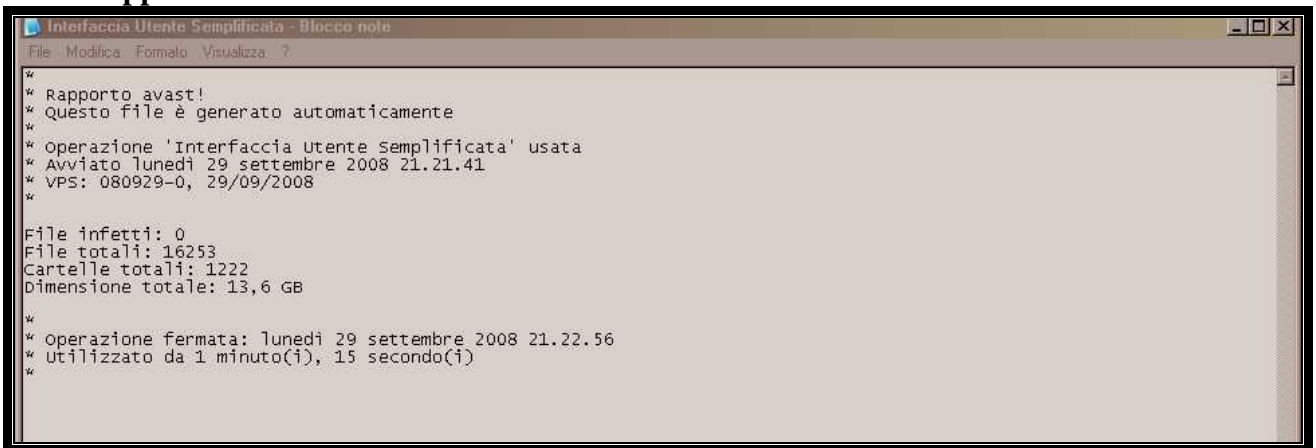 Interfaccia Utente Semplificata - Blocco note
File Modifica Formato Visualizza ?
*
* Rapporto avast!
* Questo file è generato automaticamente
*
* Operazione 'Interfaccia Utente Semplificata' usata
* Avviato lunedì 29 settembre 2008 21.21.41
* VPS: 080929-0, 29/09/2008
*
File infetti: 0
File totali: 16253
Cartelle totali: 1222
Dimensione totale: 13,6 GB
*
* Operazione fermata: lunedì 29 settembre 2008 21.22.56
* Utilizzato da 1 minuto(i), 15 secondo(i)
*